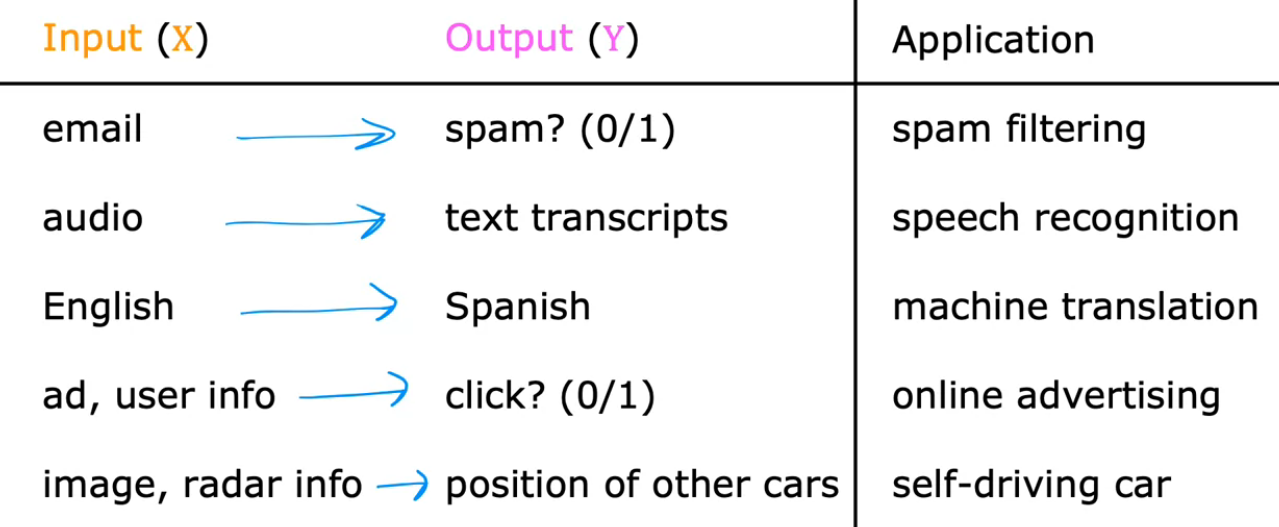 Input (X) Output (Y) Application
email spam? (0/1) spam filtering
audio text transcripts speech recognition
English Spanish machine translation
ad, user info click? (0/1) online advertising
image, radar info position of other cars self-driving car